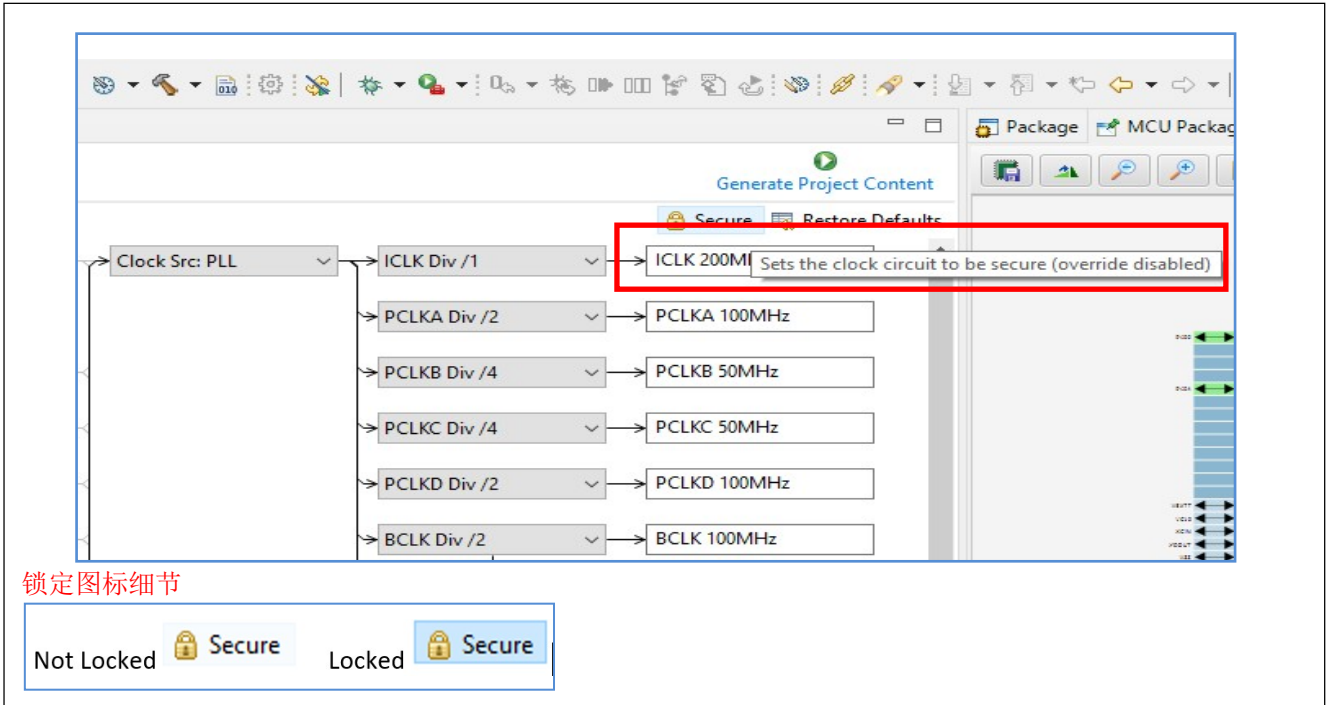 Package MCU Packag
Generate Project Content
Secure Restore Defaults
Clock Src: PLL ICLK Div /1 ICLK 200M
Sets the clock circuit to be secure (override disabled)
PCLKA Div /2 PCLKA 100MHz
PCLKB Div /4 PCLKB 50MHz
PCLKC Div /4 PCLKC 50MHz
PCLKD Div /2 PCLKD 100MHz
BCLK Div /2 BCLK 100MHz
锁定图标细节
Not Locked Secure Locked Secure